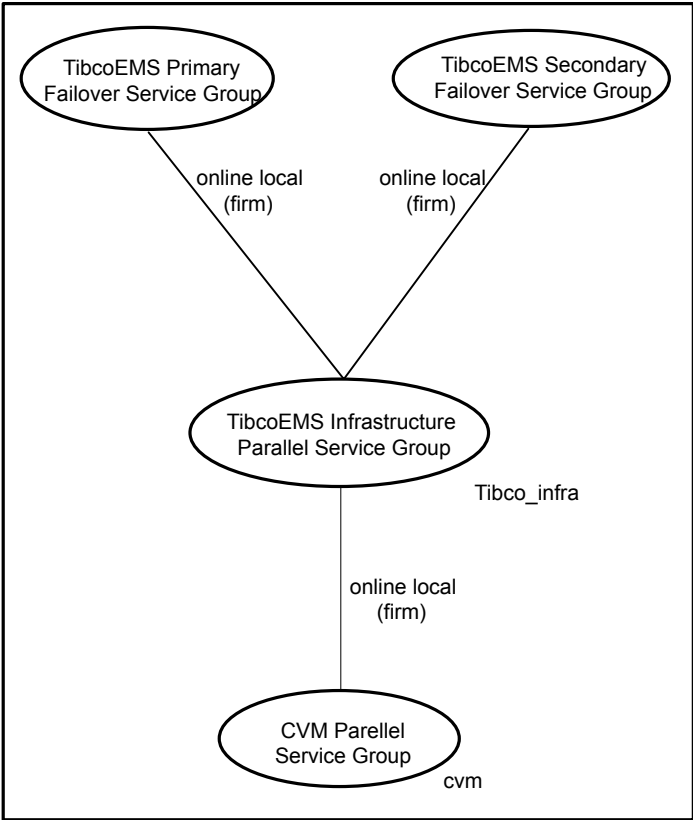 TibcoEMS Primary
Failover Service Group
TibcoEMS Secondary
Failover Service Group
online local
(firm)
online local
(firm)
TibcoEMS Infrastructure
Parallel Service Group
Tibco_infra
online local
(firm)
CVM Parellel
Service Group
cvm